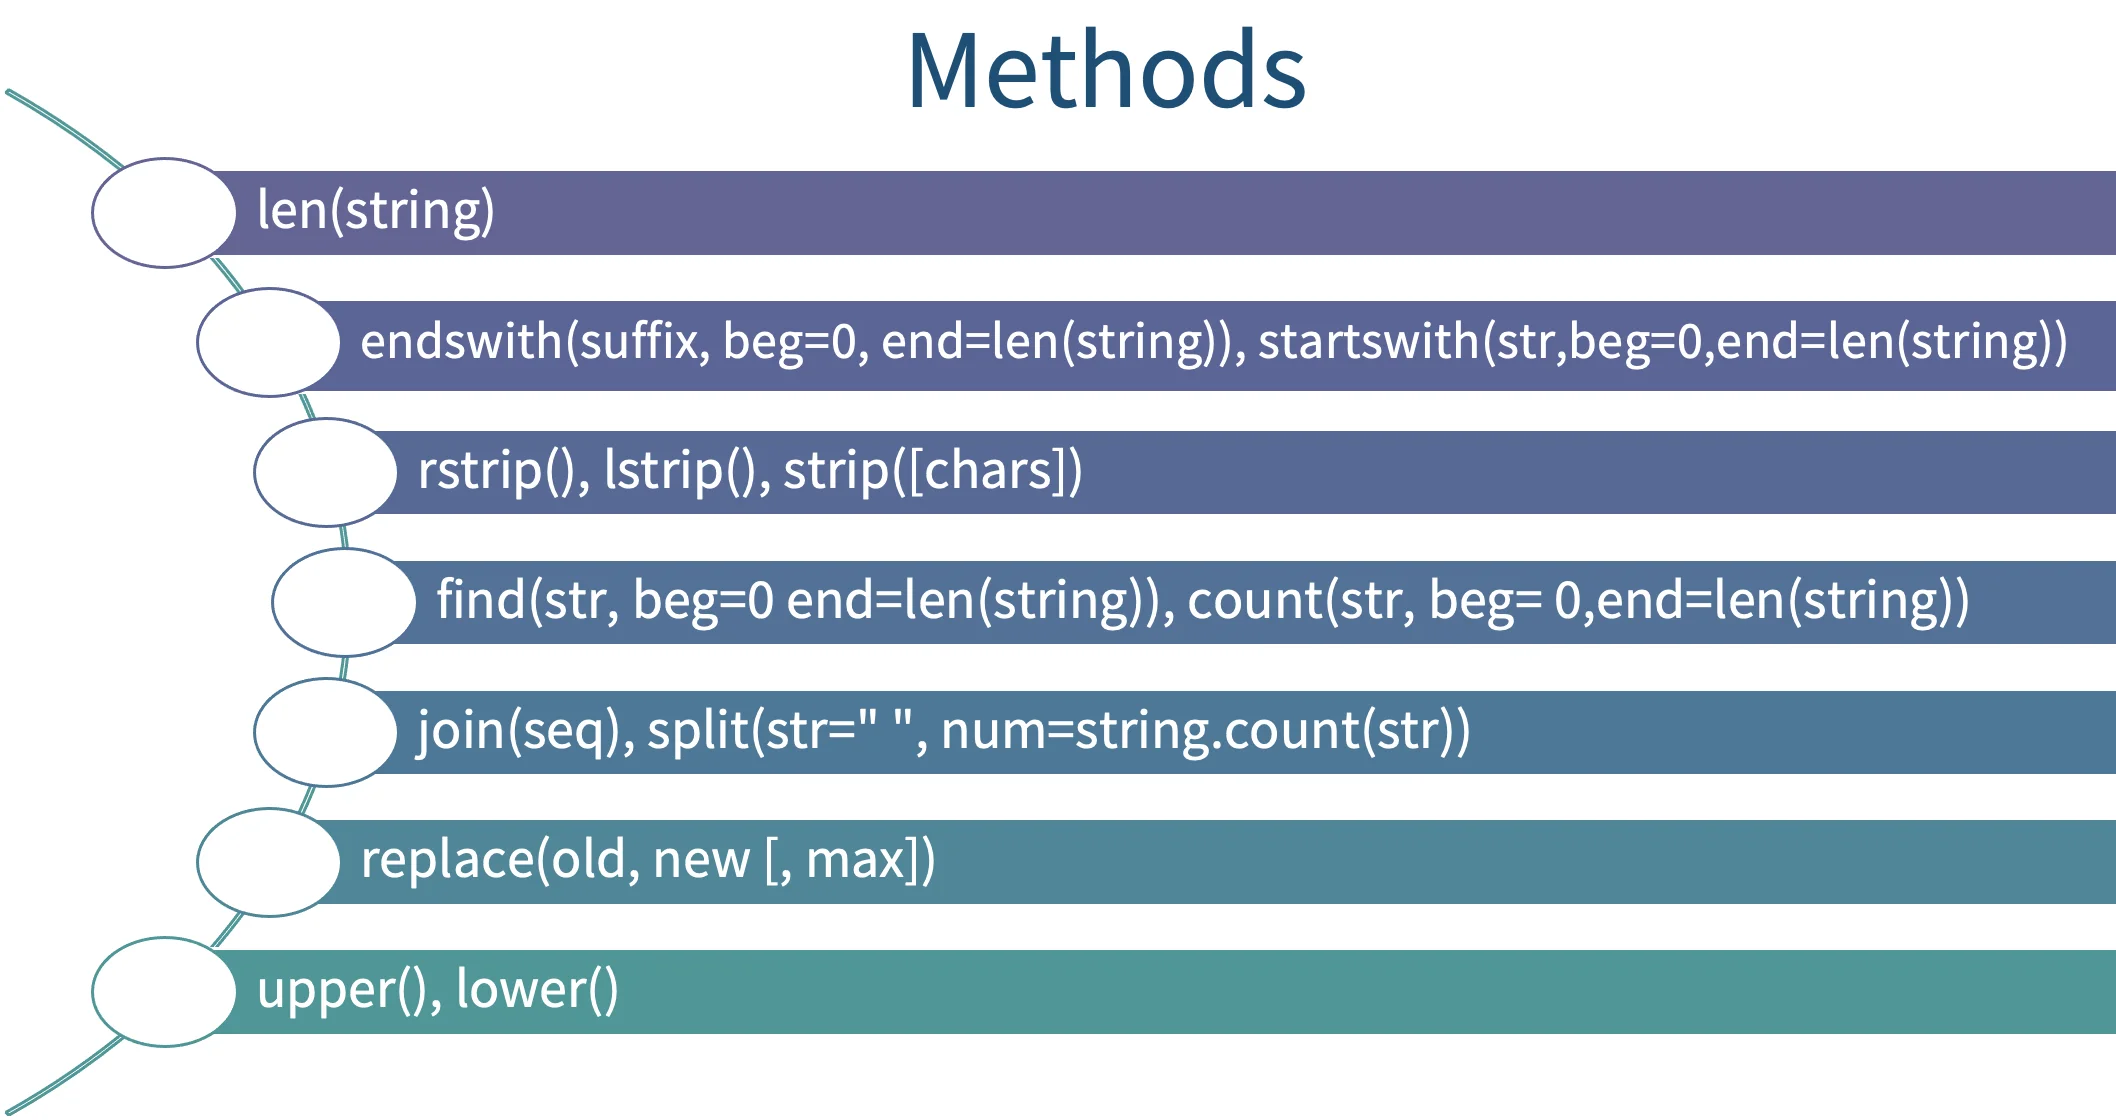 Methods
len(string)
endswith(suffix, beg=0, end=len(string)), startswith(str,beg=0,end=len(string))
rstrip(), lstrip(), strip([chars])
find(str, beg=0 end=len(string)), count(str, beg= 0,end=len(string))
join(seq), split(str=" ", num=string.count(str))
replace(old, new [, max])
upper(), lower()